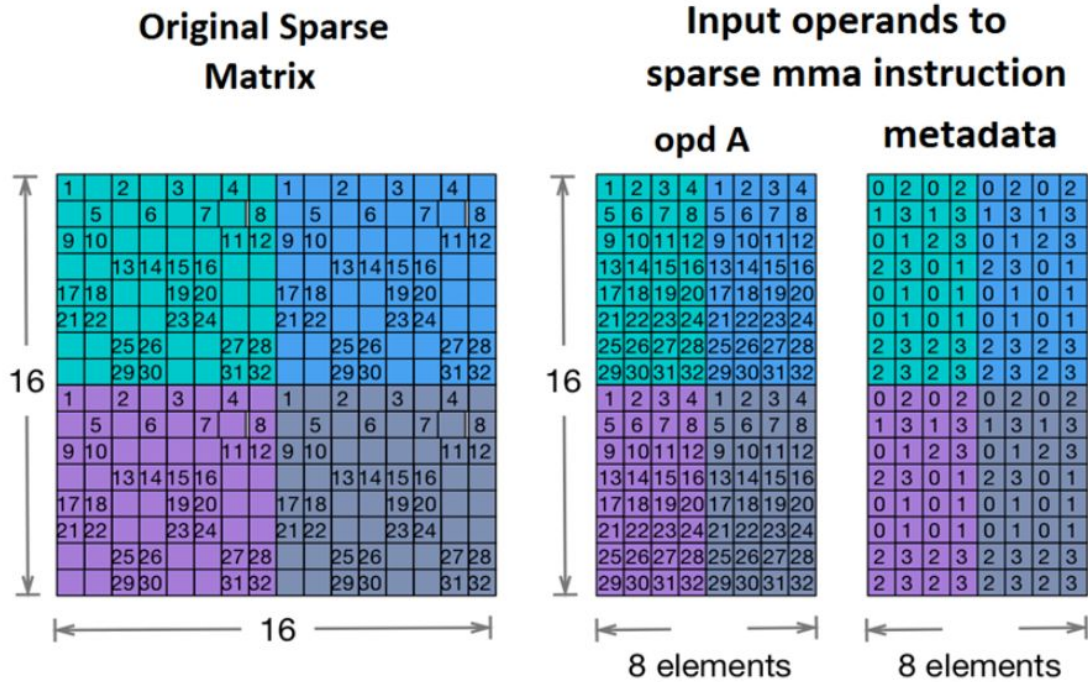 Original Sparse
Matrix
Input operands to
sparse mma instruction
opd A
metadata
1 2 3 4 1 2 3 4
5 6 7 8 5 6 7 8
9 10 11 12 9 10 11 12
13 14 15 16 13 14 15 16
17 18 19 20 17 18 19 20
21 22 23 24 21 22 23 24
25 26 27 28 25 26 27 28
29 30 31 32 29 30 31 32
1 2 3 4 1 2 3 4
5 6 7 8 5 6 7 8
9 10 11 12 9 10 11 12
13 14 15 16 13 14 15 16
17 18 19 20 17 18 19 20
21 22 23 24 21 22 23 24
25 26 27 28 25 26 27 28
29 30 31 32 29 30 31 32
16
16
1 2 3 4 1 2 3 4
5 6 7 8 5 6 7 8
9 10 11 12 9 10 11 12
13 14 15 16 13 14 15 16
17 18 19 20 17 18 19 20
21 22 23 24 21 22 23 24
25 26 27 28 25 26 27 28
29 30 31 32 29 30 31 32
1 2 3 4 1 2 3 4
5 6 7 8 5 6 7 8
9 10 11 12 9 10 11 12
13 14 15 16 13 14 15 16
17 18 19 20 17 18 19 20
21 22 23 24 21 22 23 24
25 26 27 28 25 26 27 28
29 30 31 32 29 30 31 32
16
8 elements
0 2 0 2 0 2 0 2
1 3 1 3 1 3 1 3
0 1 2 3 0 1 2 3
2 3 0 1 2 3 0 1
0 1 0 1 0 1 0 1
0 1 0 1 0 1 0 1
2 3 2 3 2 3 2 3
2 3 2 3 2 3 2 3
0 2 0 2 0 2 0 2
1 3 1 3 1 3 1 3
0 1 2 3 0 1 2 3
2 3 0 1 2 3 0 1
0 1 0 1 0 1 0 1
0 1 0 1 0 1 0 1
2 3 2 3 2 3 2 3
2 3 2 3 2 3 2 3
8 elements